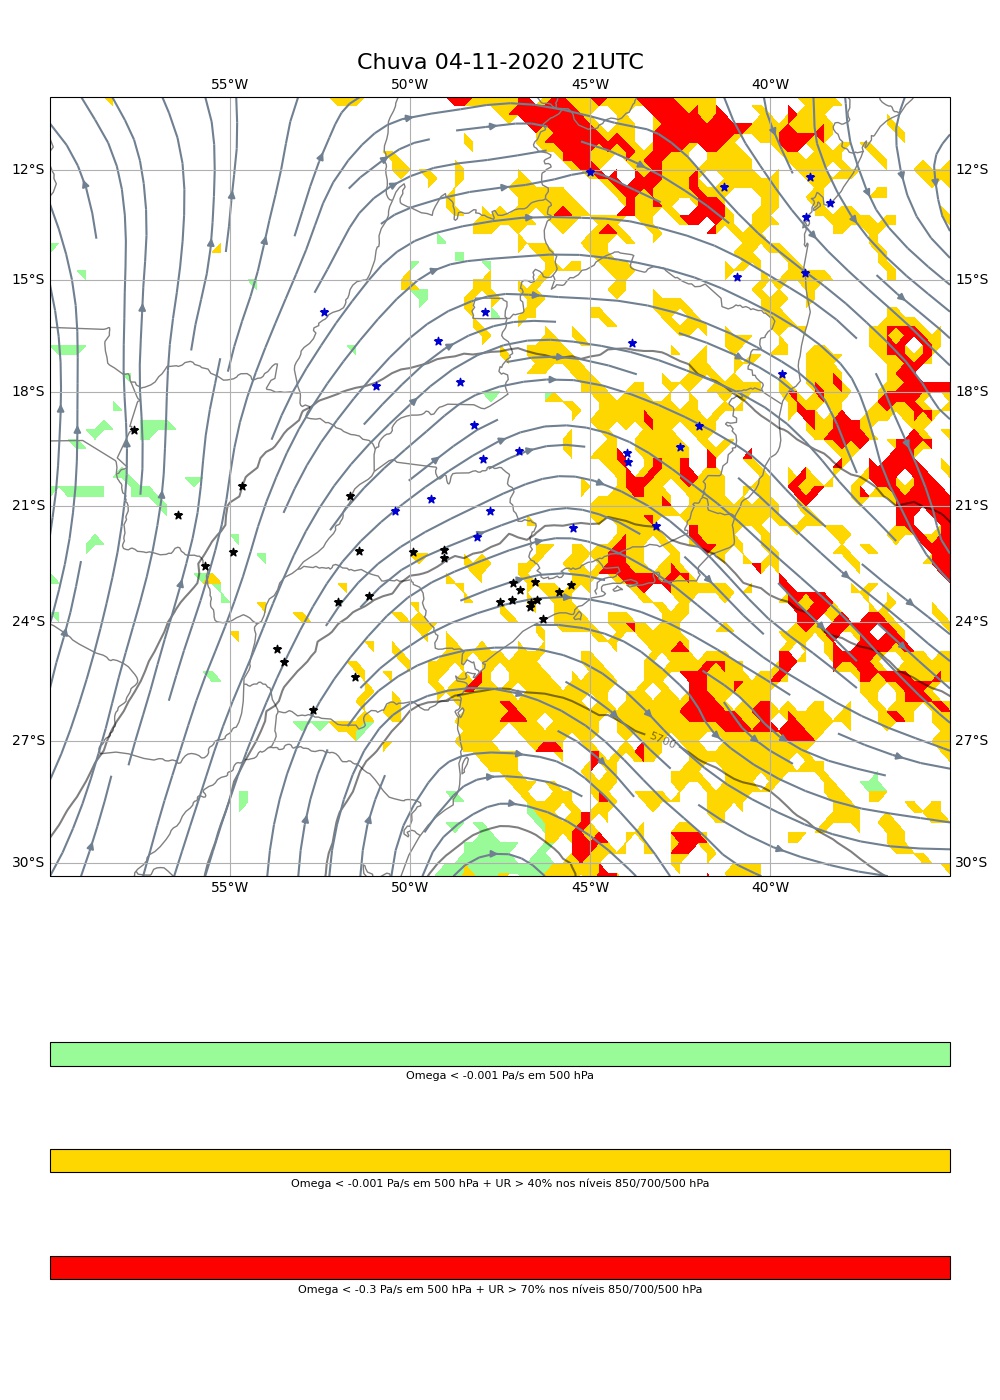 Chuva 04-11-2020 21UTC
55°W 50°W 45°W 40°W
12°S 12°S
15°S 15°S
18°S 18°S
21°S 21°S
24°S 24°S
27°S 5700 27°S
30°S 30°S
55°W 50°W 45°W 40°W
Omega < -0.001 Pa/s em 500 hPa
Omega < -0.001 Pa/s em 500 hPa + UR > 40% nos níveis 850/700/500 hPa
Omega < -0.3 Pa/s em 500 hPa + UR > 70% nos níveis 850/700/500 hPa